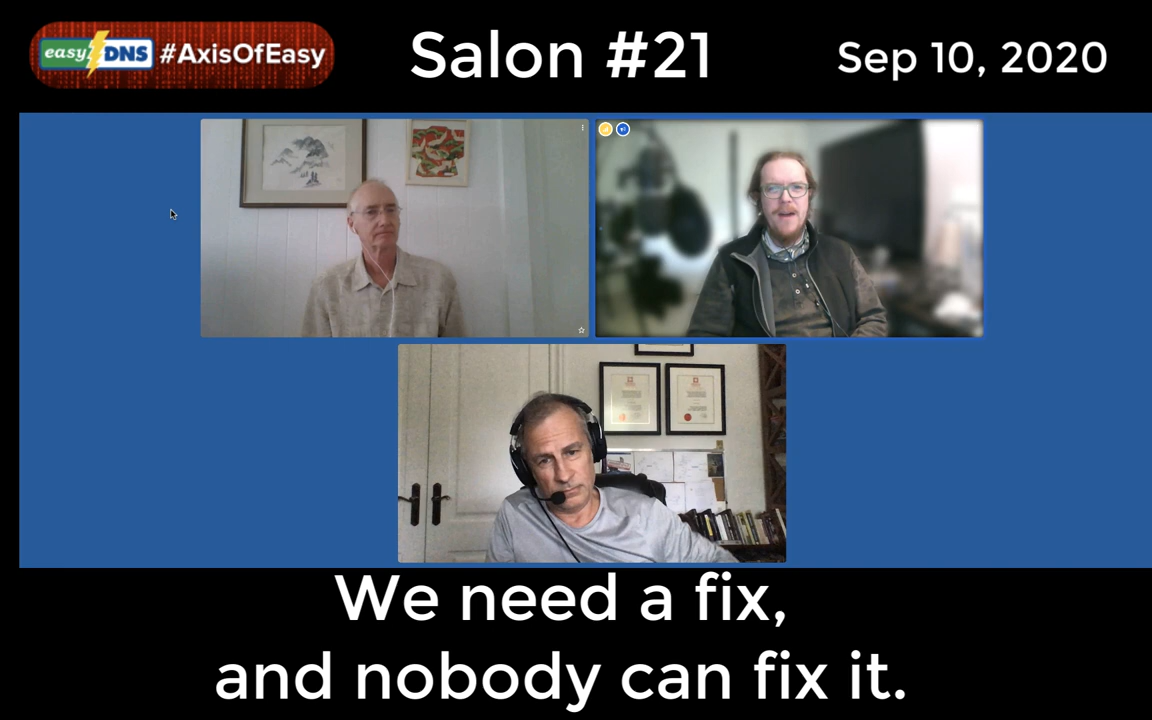 easyDNS #AxisOfEasy
Salon #21
Sep 10, 2020
We need a fix,
and nobody can fix it.